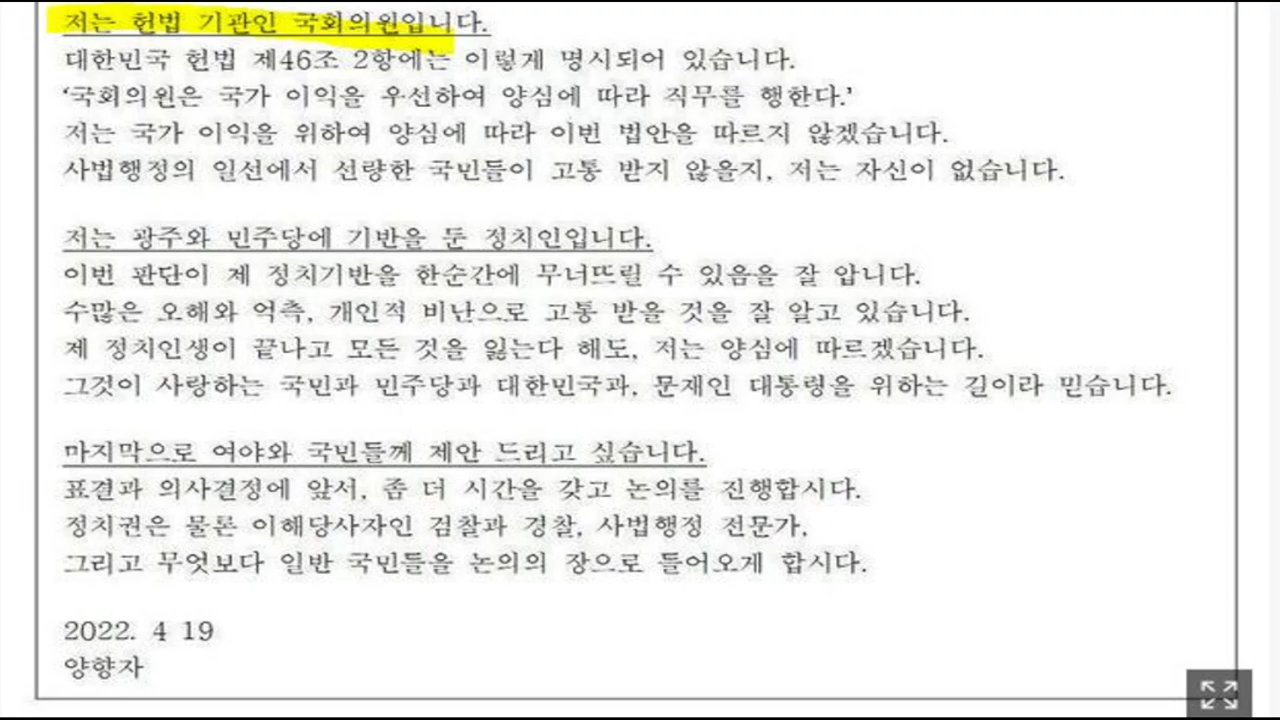 저는 헌법 기관인 국회의원입니다.
대한민국 헌법 제46조 2항에는 이렇게 명시되어 있습니다.
‘국회의원은 국가 이익을 우선하여 양심에 따라 직무를 행한다.’
저는 국가 이익을 위하여 양심에 따라 이번 법안을 따르지 않겠습니다.
사법행정의 일선에서 선량한 국민들이 고통 받지 않을지, 저는 자신이 없습니다.
저는 광주와 민주당에 기반을 둔 정치인입니다.
이번 판단이 제 정치기반을 한순간에 무너뜨릴 수 있음을 잘 압니다.
수많은 오해와 억측, 개인적 비난으로 고통 받을 것을 잘 알고 있습니다.
제 정치인생이 끝나고 모든 것을 잃는다 해도, 저는 양심에 따르겠습니다.
그것이 사랑하는 국민과 민주당과 대한민국과, 문재인 대통령을 위하는 길이라 믿습니다.
마지막으로 여야와 국민들께 제안 드리고 싶습니다.
표결과 의사결정에 앞서, 좀 더 시간을 갖고 논의를 진행합시다.
정치권은 물론 이해당사자인 검찰과 경찰, 사법행정 전문가,
그리고 무엇보다 일반 국민들을 논의의 장으로 들어오게 합시다.
2022. 4 19
양향자